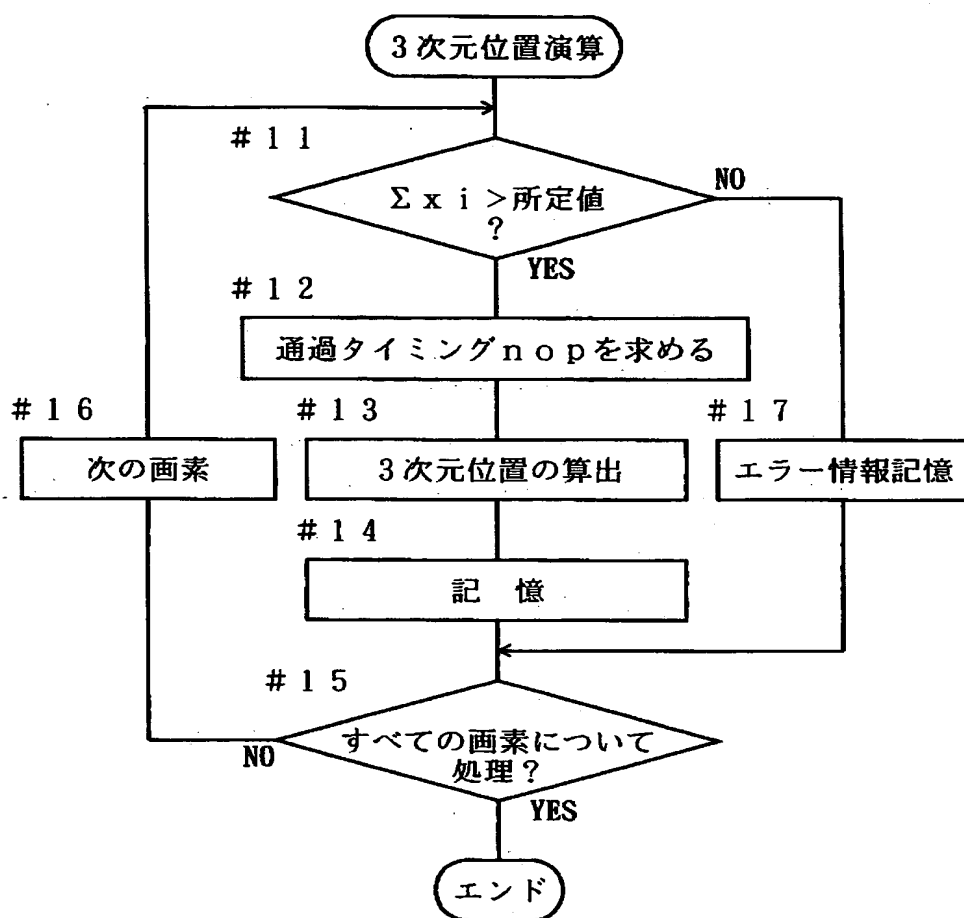 3次元位置演算
#11
Σxi>所定値
?
NO
YES
#12
通過タイミングnopを求める
#16
#13
#17
次の画素
3次元位置の算出
エラー情報記憶
#14
記 憶
#15
すべての画素について
処理?
NO
YES
エンド